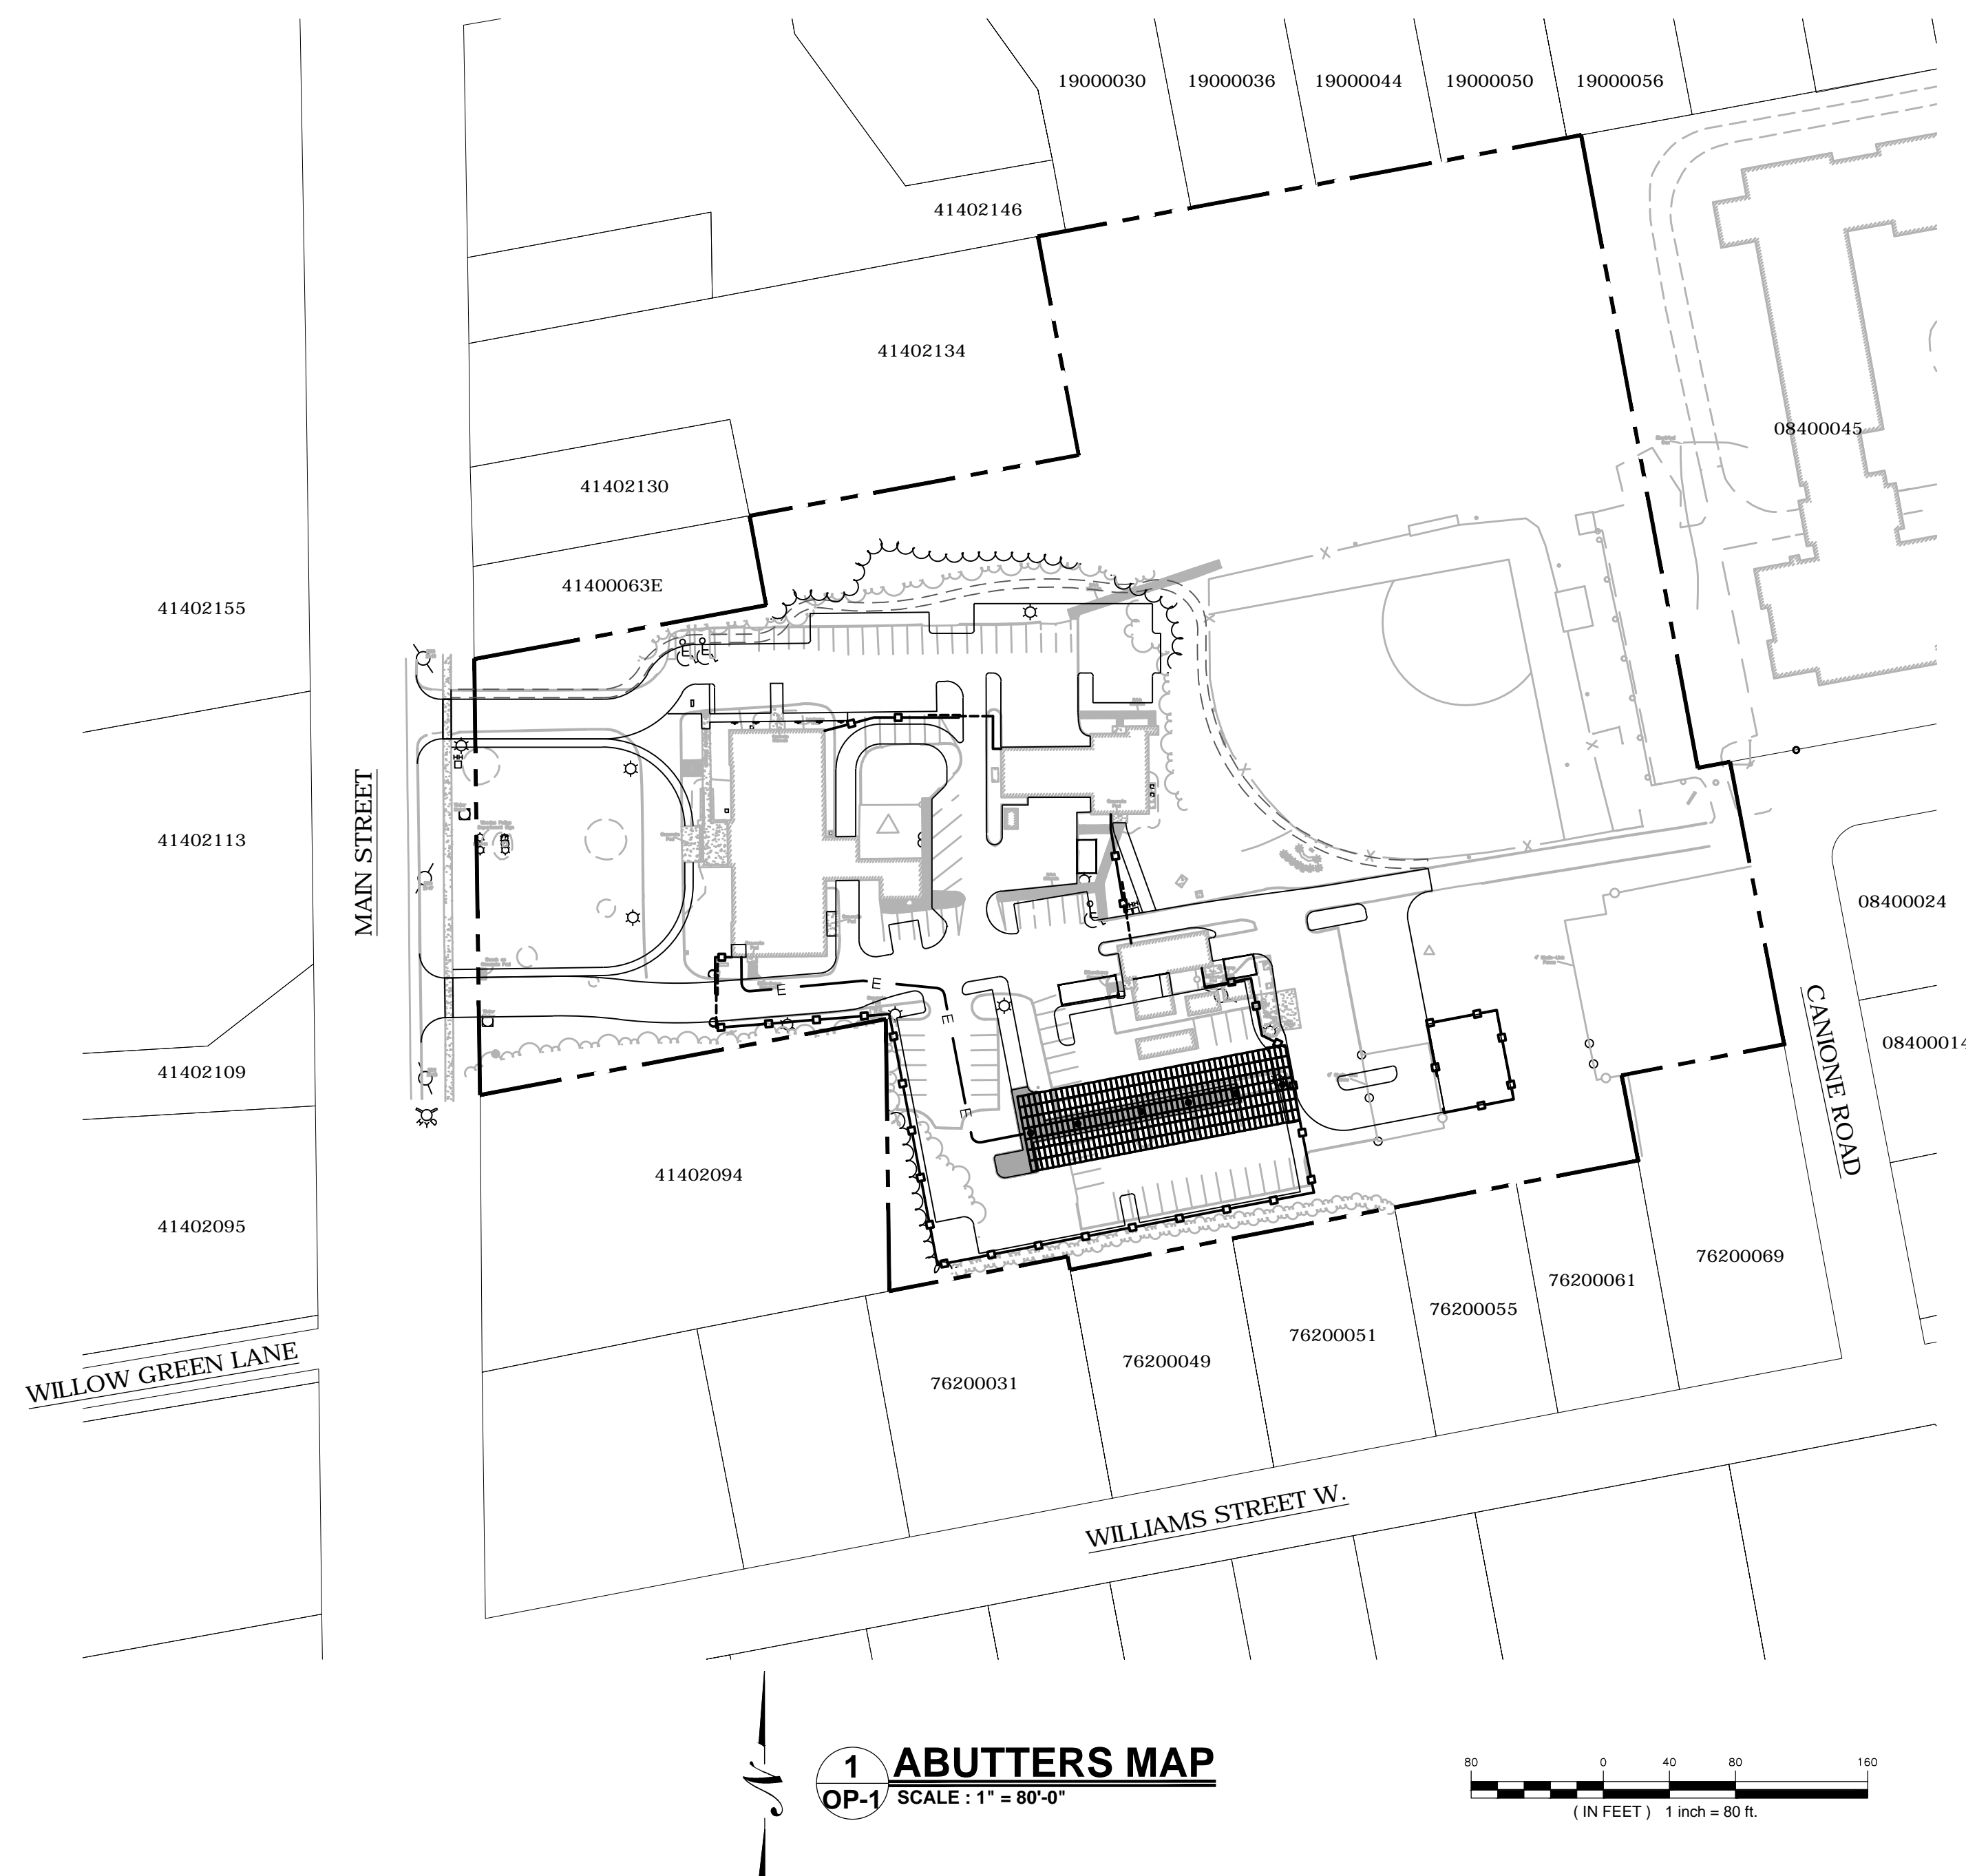 19000030
19000036
19000044
19000050
19000056
41402146
41402134
08400045
41402130
41400063E
41402155
MAIN STREET
41402113
08400024
CANIONE ROAD
E
E
E
E
08400014
41402109
41402094
41402095
76200069
76200061
76200055
76200051
76200049
76200031
WILLOW GREEN LANE
WILLIAMS STREET W.
N
1
OP-1
ABUTTERS MAP
SCALE : 1" = 80'-0"
80 0 40 80 160
( IN FEET ) 1 inch = 80 ft.